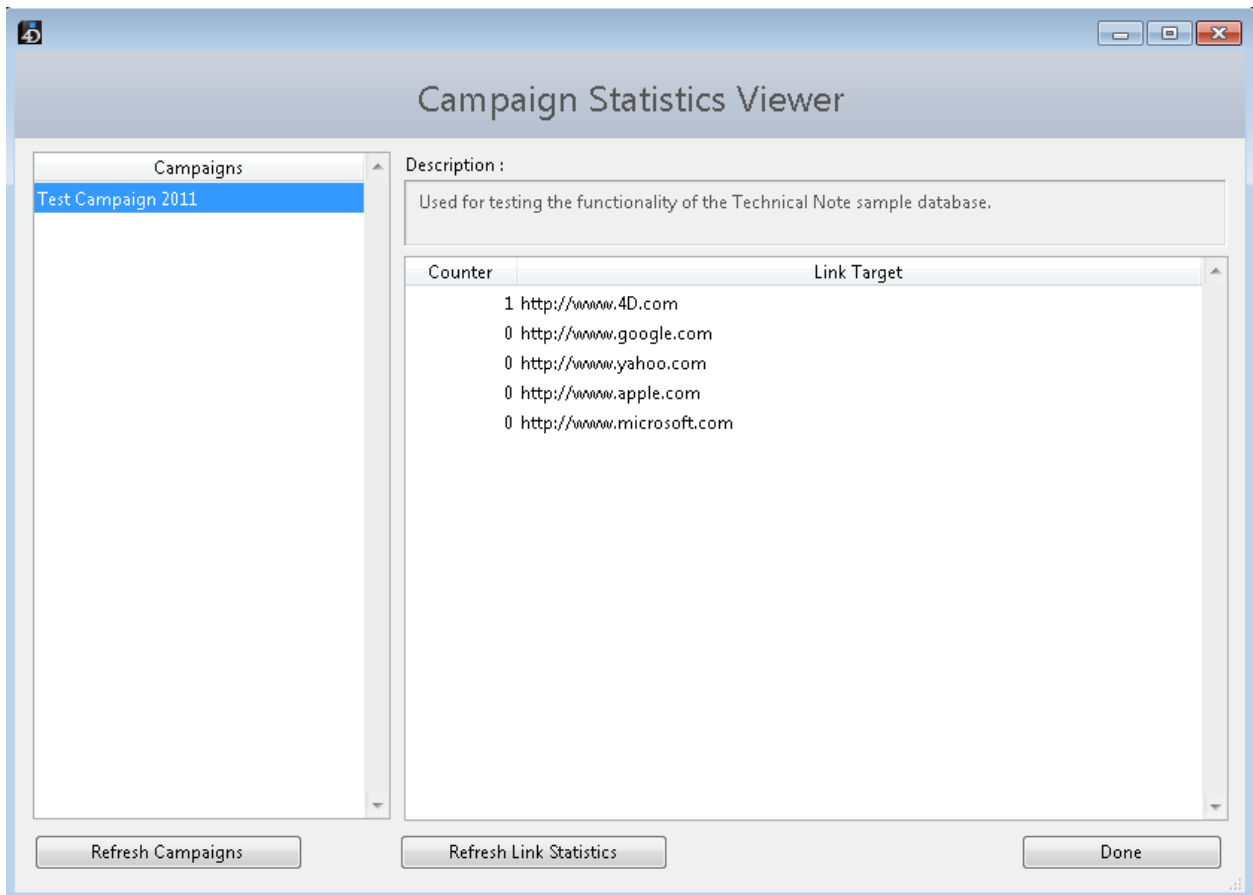 4D
Campaign Statistics Viewer
Campaigns
Test Campaign 2011
Description :
Used for testing the functionality of the Technical Note sample database.
Counter Link Target
1 http://www.4D.com
0 http://www.google.com
0 http://www.yahoo.com
0 http://www.apple.com
0 http://www.microsoft.com
Refresh Campaigns Refresh Link Statistics Done